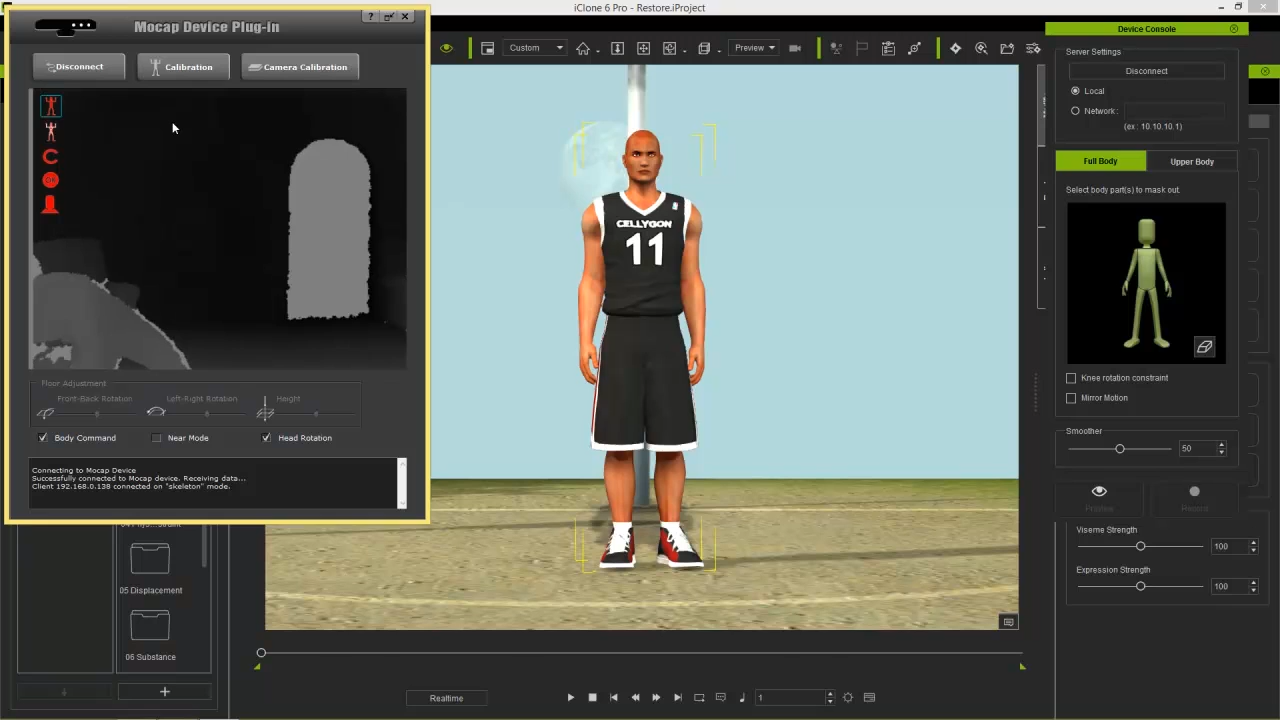 iClone 6 Pro - Restore.iProject
Mocap Device Plug-in
?
Disconnect
Calibration
Camera Calibration
OK
Floor Adjustment
Front-Back Rotation
Left-Right Rotation
Height
Body Command
Near Mode
Head Rotation
Connecting to Mocap Device
Successfully connected to Mocap device. Receiving data...
Client 192.168.0.138 connected on "skeleton" mode.
05 Displacement
06 Substance
Custom
Preview
CELLYGON
11
Realtime
1
Device Console
Server Settings
Disconnect
Local
Network :
(ex : 10.10.10.1)
Full Body
Upper Body
Select body part(s) to mask out.
Knee rotation constraint
Mirror Motion
Smoother
50
Preview
Record
Viseme Strength
100
Expression Strength
100